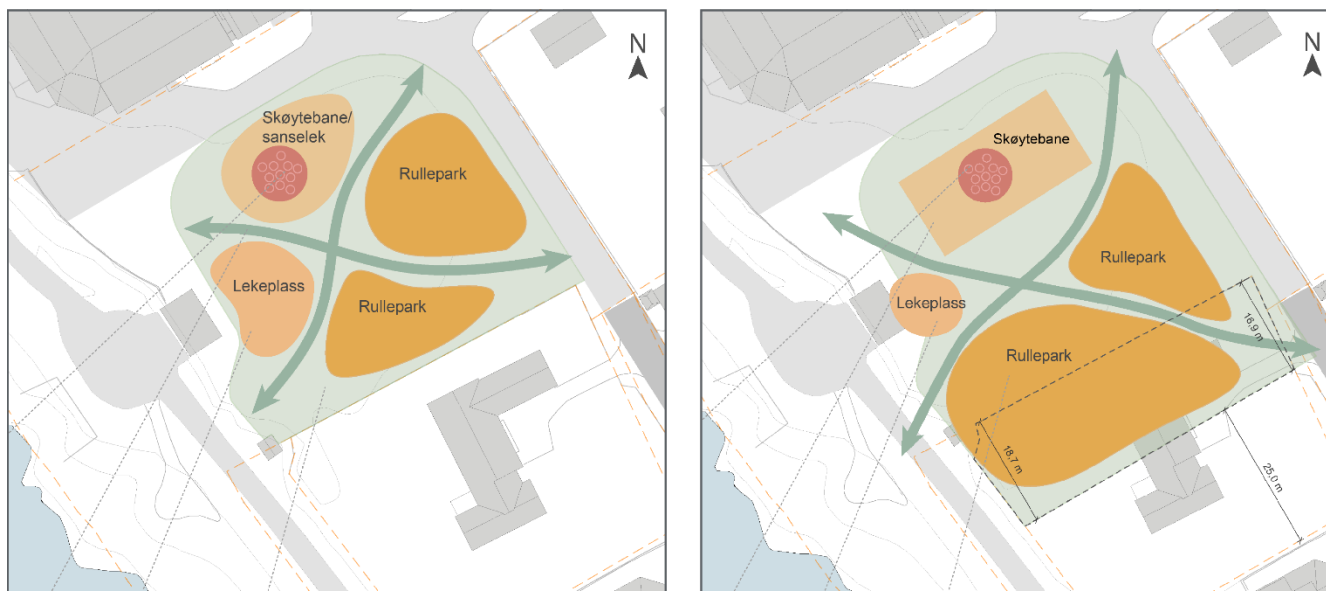 N
Skøytebane/
sanselek
Rullepark
Lekeplass
Rullepark
N
Skøytebane
Rullepark
Lekeplass
16,9 m
Rullepark
18,7 m
25,0 m